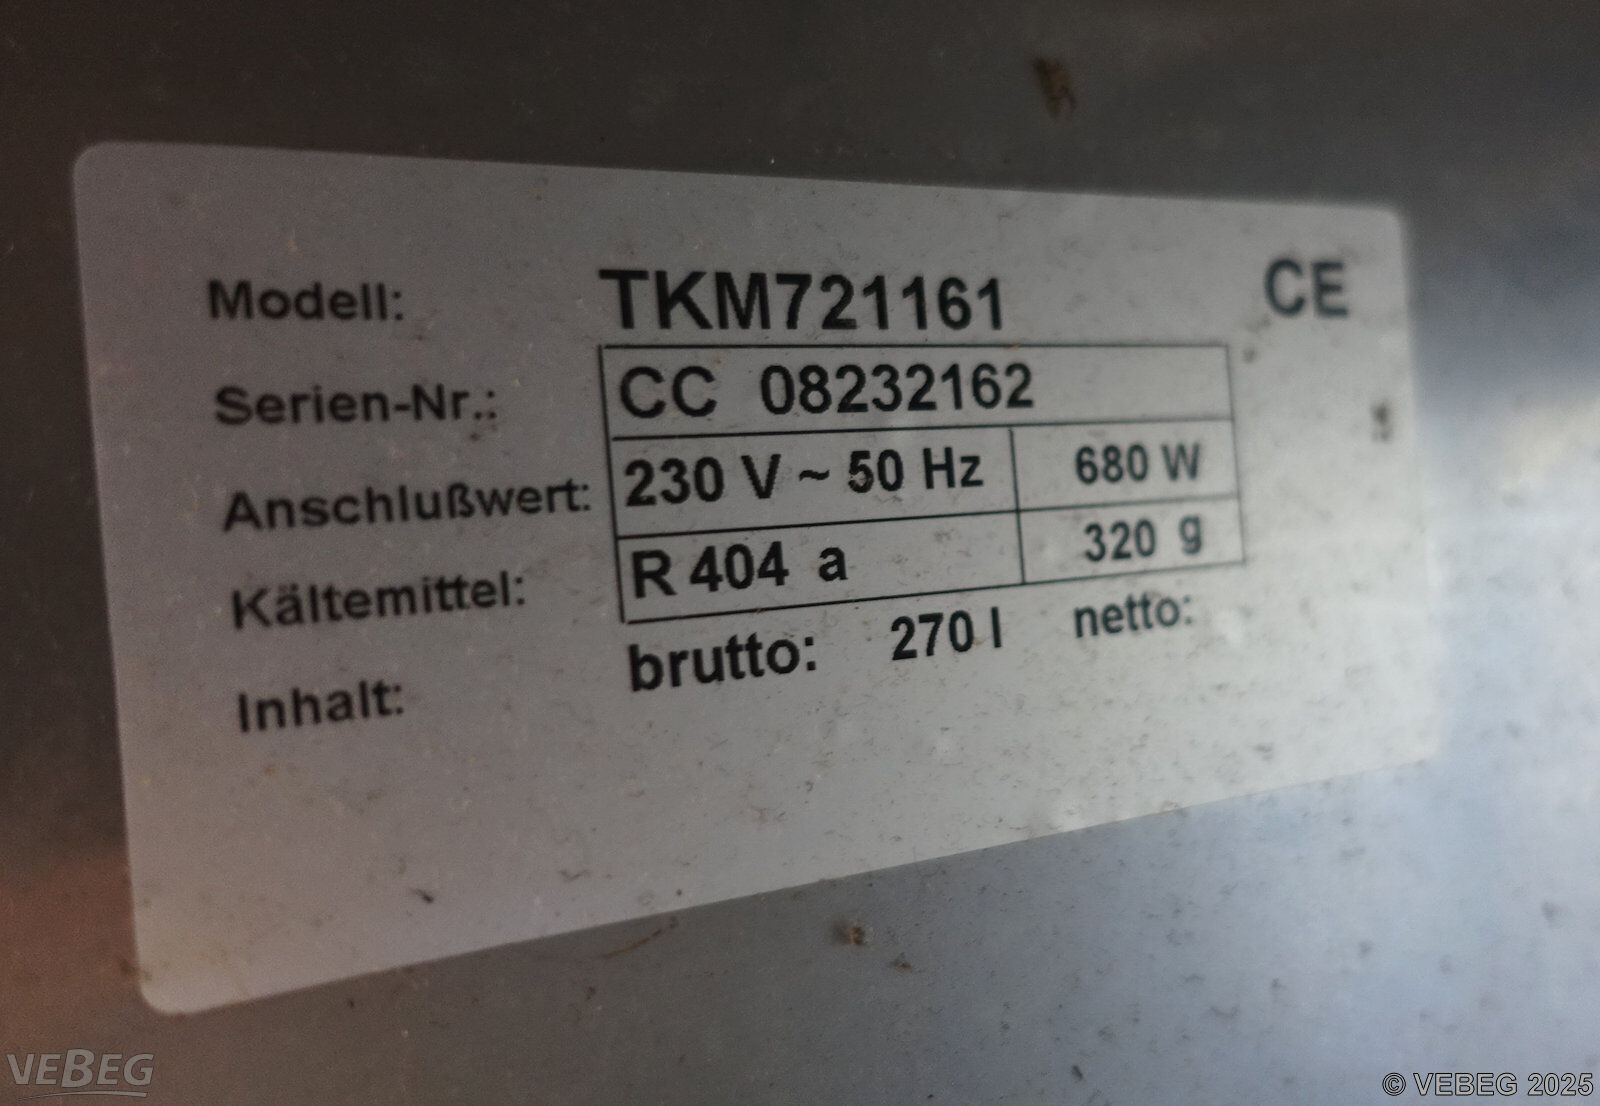 Modell: TKM721161 CE
Serien-Nr.: CC 08232162
Anschlußwert: 230 V ~ 50 Hz 680 W
Kältemittel: R 404 a 320 g
Inhalt: brutto: 270 l netto:
VEBEG
© VEBEG 2025